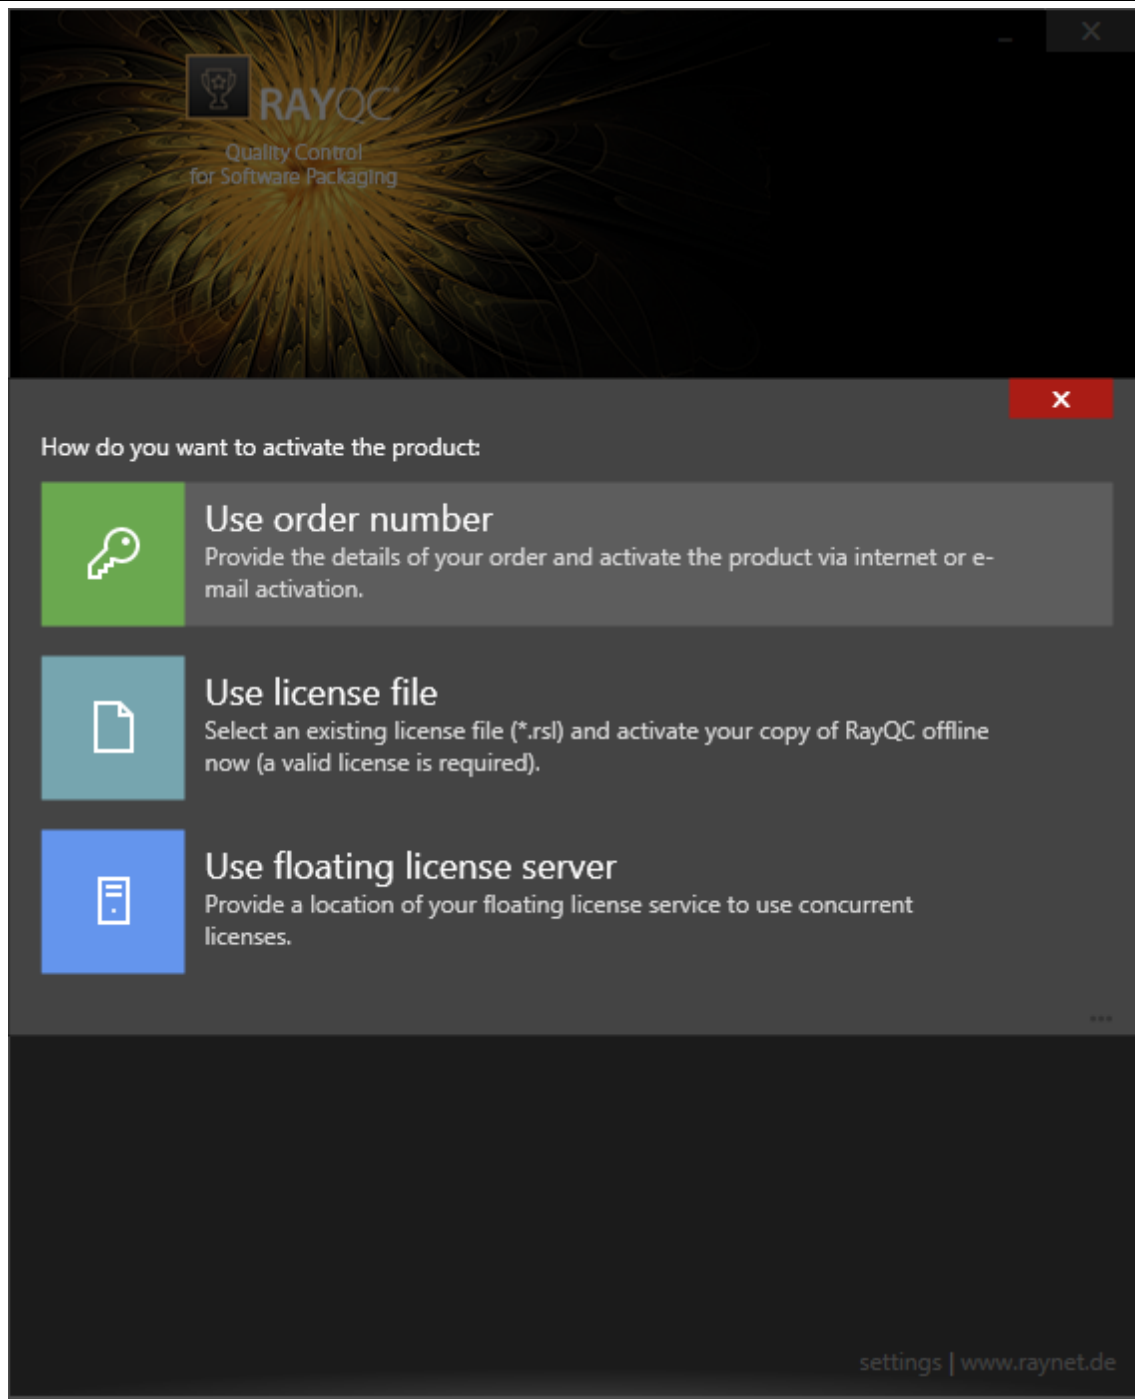 RAYQC
Quality Control
for Software Packaging
How do you want to activate the product:
Use order number
Provide the details of your order and activate the product via internet or e-
mail activation.
Use license file
Select an existing license file (*.rsl) and activate your copy of RayQC offline
now (a valid license is required).
Use floating license server
Provide a location of your floating license service to use concurrent
licenses.
settings | www.raynet.de